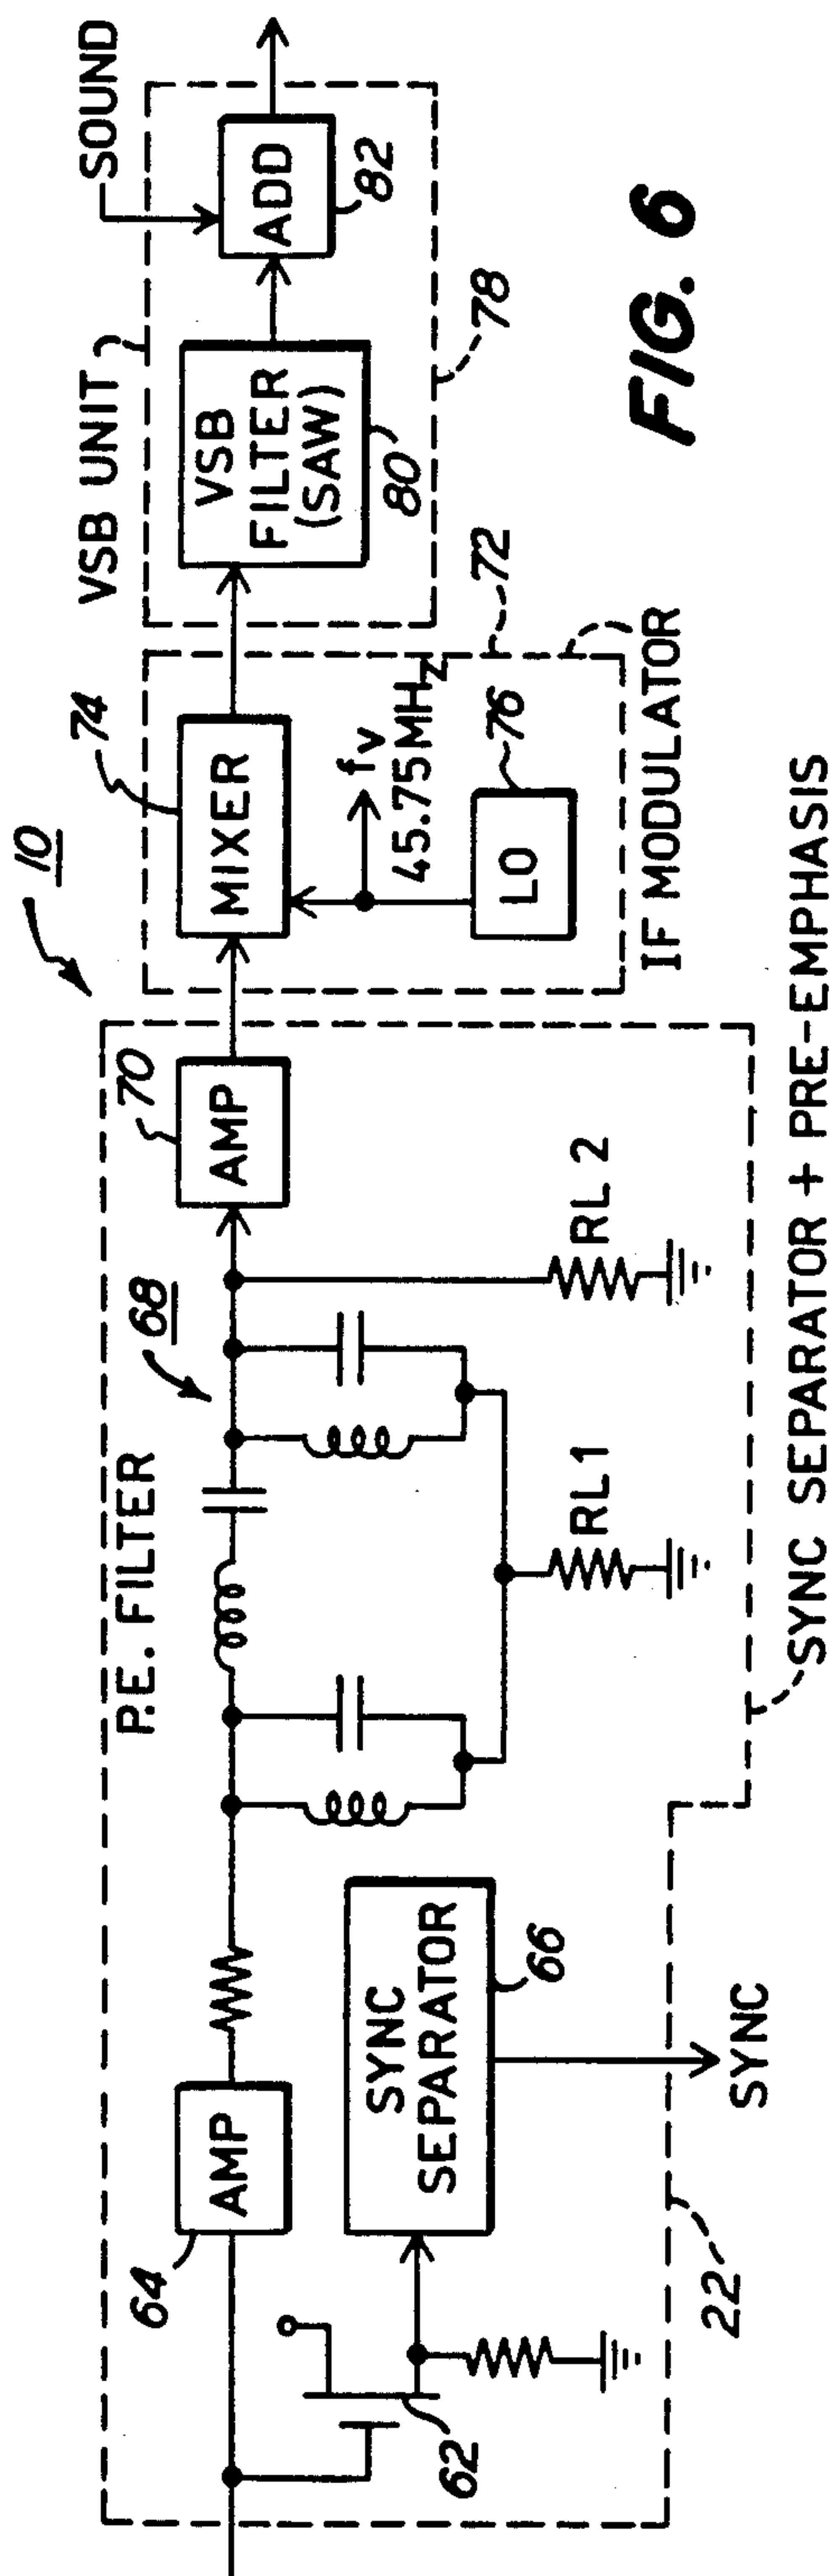 10
SOUND
VSB UNIT
74
70
68
P.E. FILTER
64
AMP
AMP
MIXER
VSB
FILTER
(SAW)
80
ADD
82
78
72
fV
45.75MHZ
LO
76
IF MODULATOR
62
SYNC
SEPARATOR
66
RL1
RL 2
22
SYNC
SYNC SEPARATOR + PRE-EMPHASIS
FIG. 6